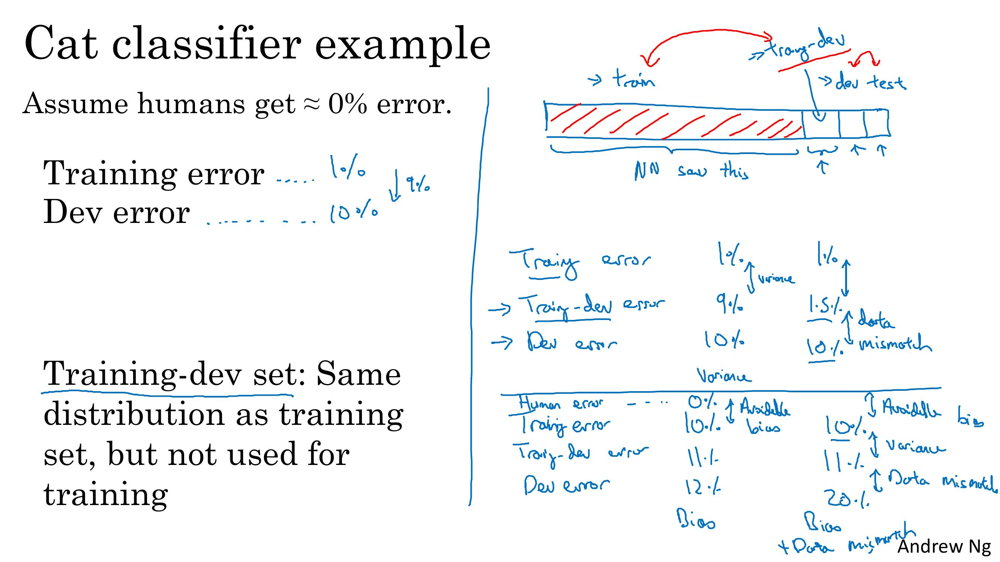 Cat classifier example
Assume humans get ≈ 0% error.
Training error ..... 1%
↓ 9%
Dev error ........ 10%
Training-dev set: Same
distribution as training
set, but not used for
training
→ train
⇒ traing-dev
→ dev test
NN saw this
↑ ↑ ↑
Traing error 1% 1%
↕ variance
→ Traing-dev error 9% 1.5%
↕ data
mismatch
→ Dev error 10% 10%
Variance
Human error --·· 0% ↕ Avoidable ↕ Avoidable bias
Training error 10% bias 10%
↕ Variance
Traing-dev error 11% 11%
↕ Data mismatch
Dev error 12% 20%
Bias Bias
+ Data mismatch
Andrew Ng